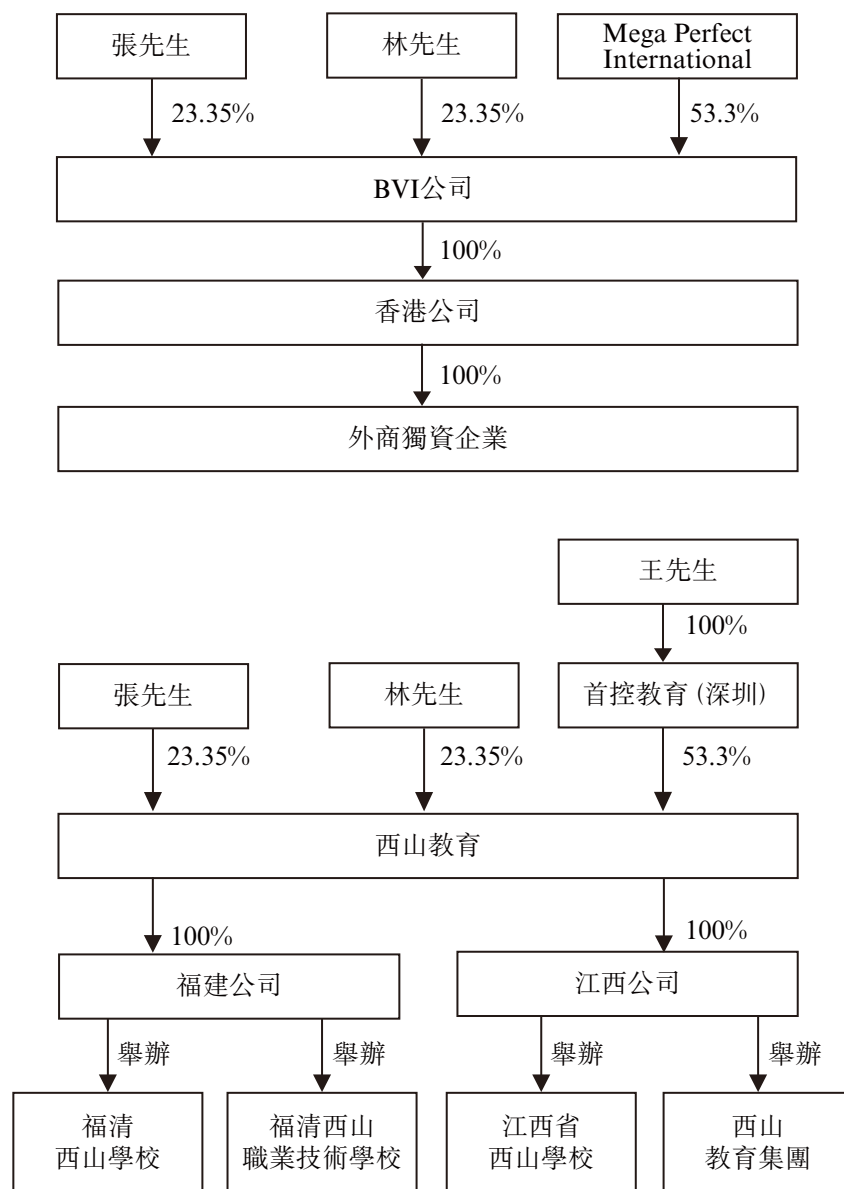 張先生
林先生
Mega Perfect
International
23.35%
23.35%
53.3%
BVI公司
100%
香港公司
100%
外商獨資企業
王先生
100%
張先生
林先生
首控教育(深圳)
23.35%
23.35%
53.3%
西山教育
100%
100%
福建公司
江西公司
舉辦
舉辦
舉辦
舉辦
福清
西山學校
福清西山
職業技術學校
江西省
西山學校
西山
教育集團